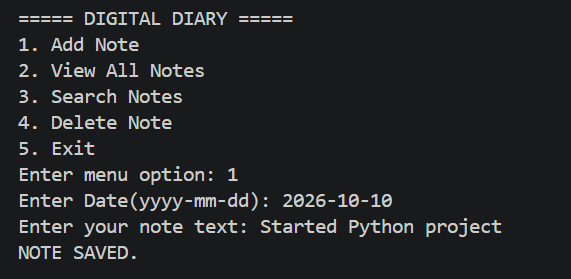 ===== DIGITAL DIARY =====
1. Add Note
2. View All Notes
3. Search Notes
4. Delete Note
5. Exit
Enter menu option: 1
Enter Date(yyyy-mm-dd): 2026-10-10
Enter your note text: Started Python project
NOTE SAVED.